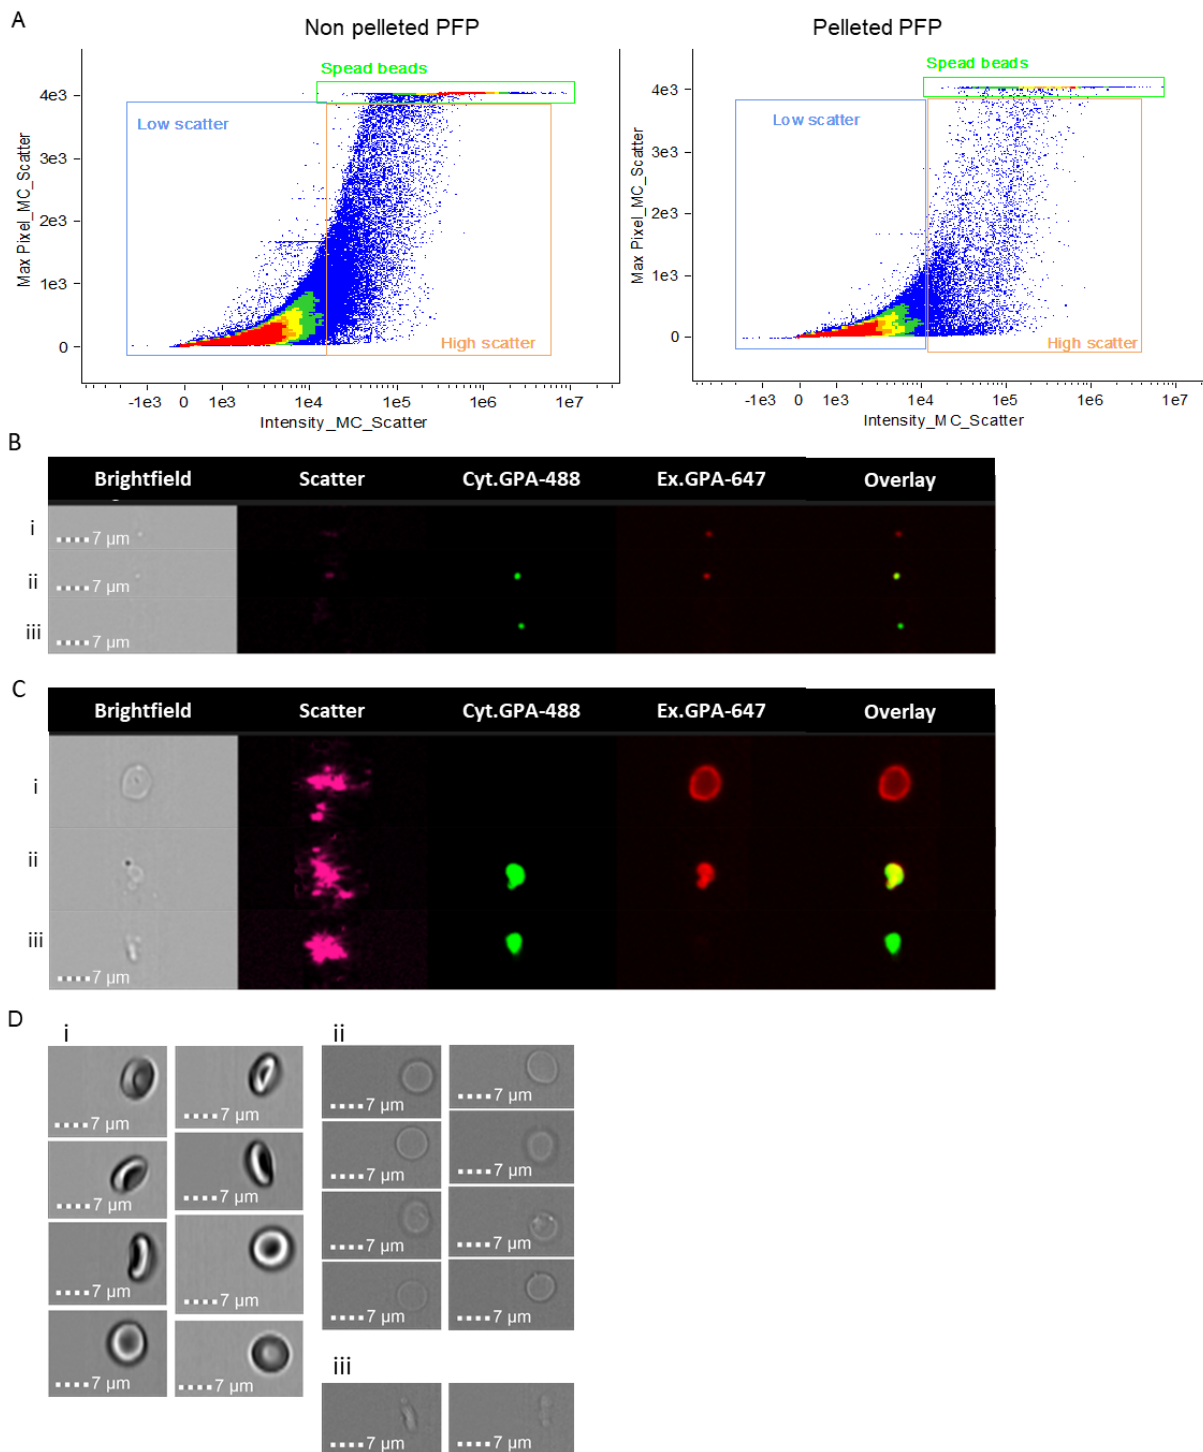 A
Non pelleted PFP
Pelleted PFP
Spead beads
Low scatter
High scatter
4e3
3e3
2e3
1e3
0
Max Pixel_MC_Scatter
-1e3 0 1e3 1e4 1e5 1e6 1e7
Intensity_MC_Scatter
Spead beads
Low scatter
High scatter
4e3
3e3
2e3
1e3
0
Max Pixel_MC_Scatter
-1e3 0 1e3 1e4 1e5 1e6 1e7
Intensity_MC_Scatter
B
Brightfield Scatter Cyt.GPA-488 Ex.GPA-647 Overlay
i
7 µm
ii
7 µm
iii
7 µm
C
Brightfield Scatter Cyt.GPA-488 Ex.GPA-647 Overlay
i
ii
iii
7 µm
D
i
7 µm
7 µm
7 µm
7 µm
7 µm
7 µm
7 µm
7 µm
ii
7 µm
7 µm
7 µm
7 µm
7 µm
7 µm
7 µm
7 µm
iii
7 µm
7 µm